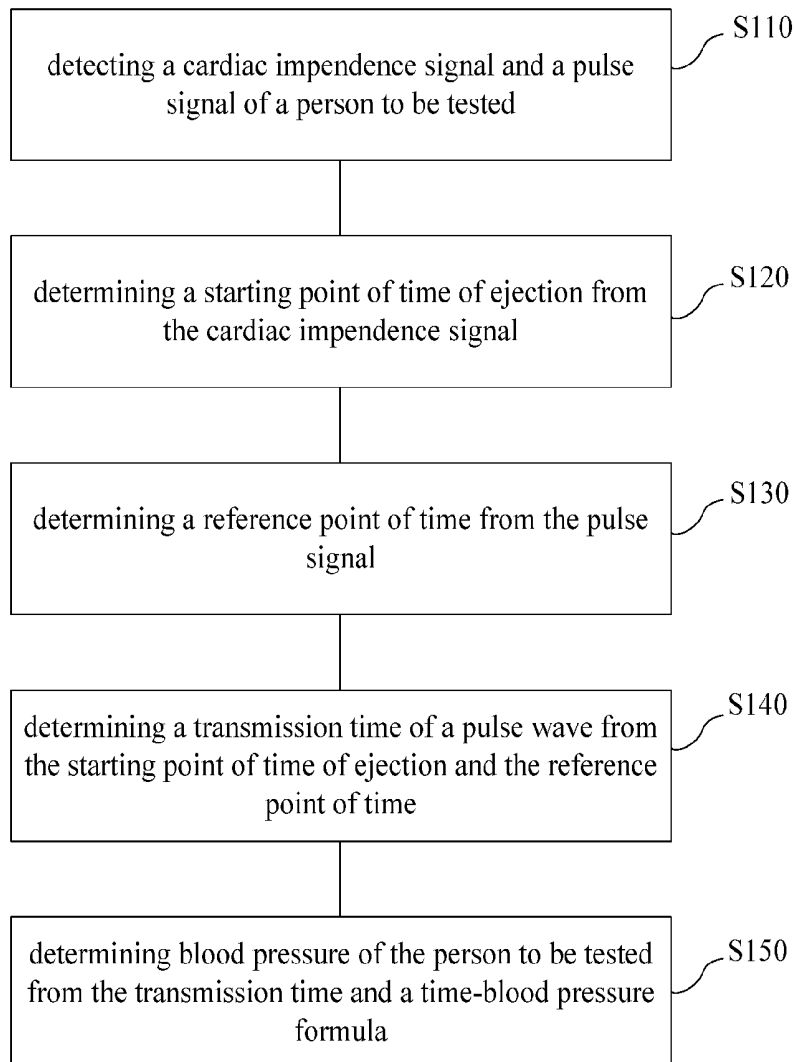 S110
detecting a cardiac impendence signal and a pulse
signal of a person to be tested
S120
determining a starting point of time of ejection from
the cardiac impendence signal
S130
determining a reference point of time from the pulse
signal
S140
determining a transmission time of a pulse wave from
the starting point of time of ejection and the reference
point of time
S150
determining blood pressure of the person to be tested
from the transmission time and a time-blood pressure
formula